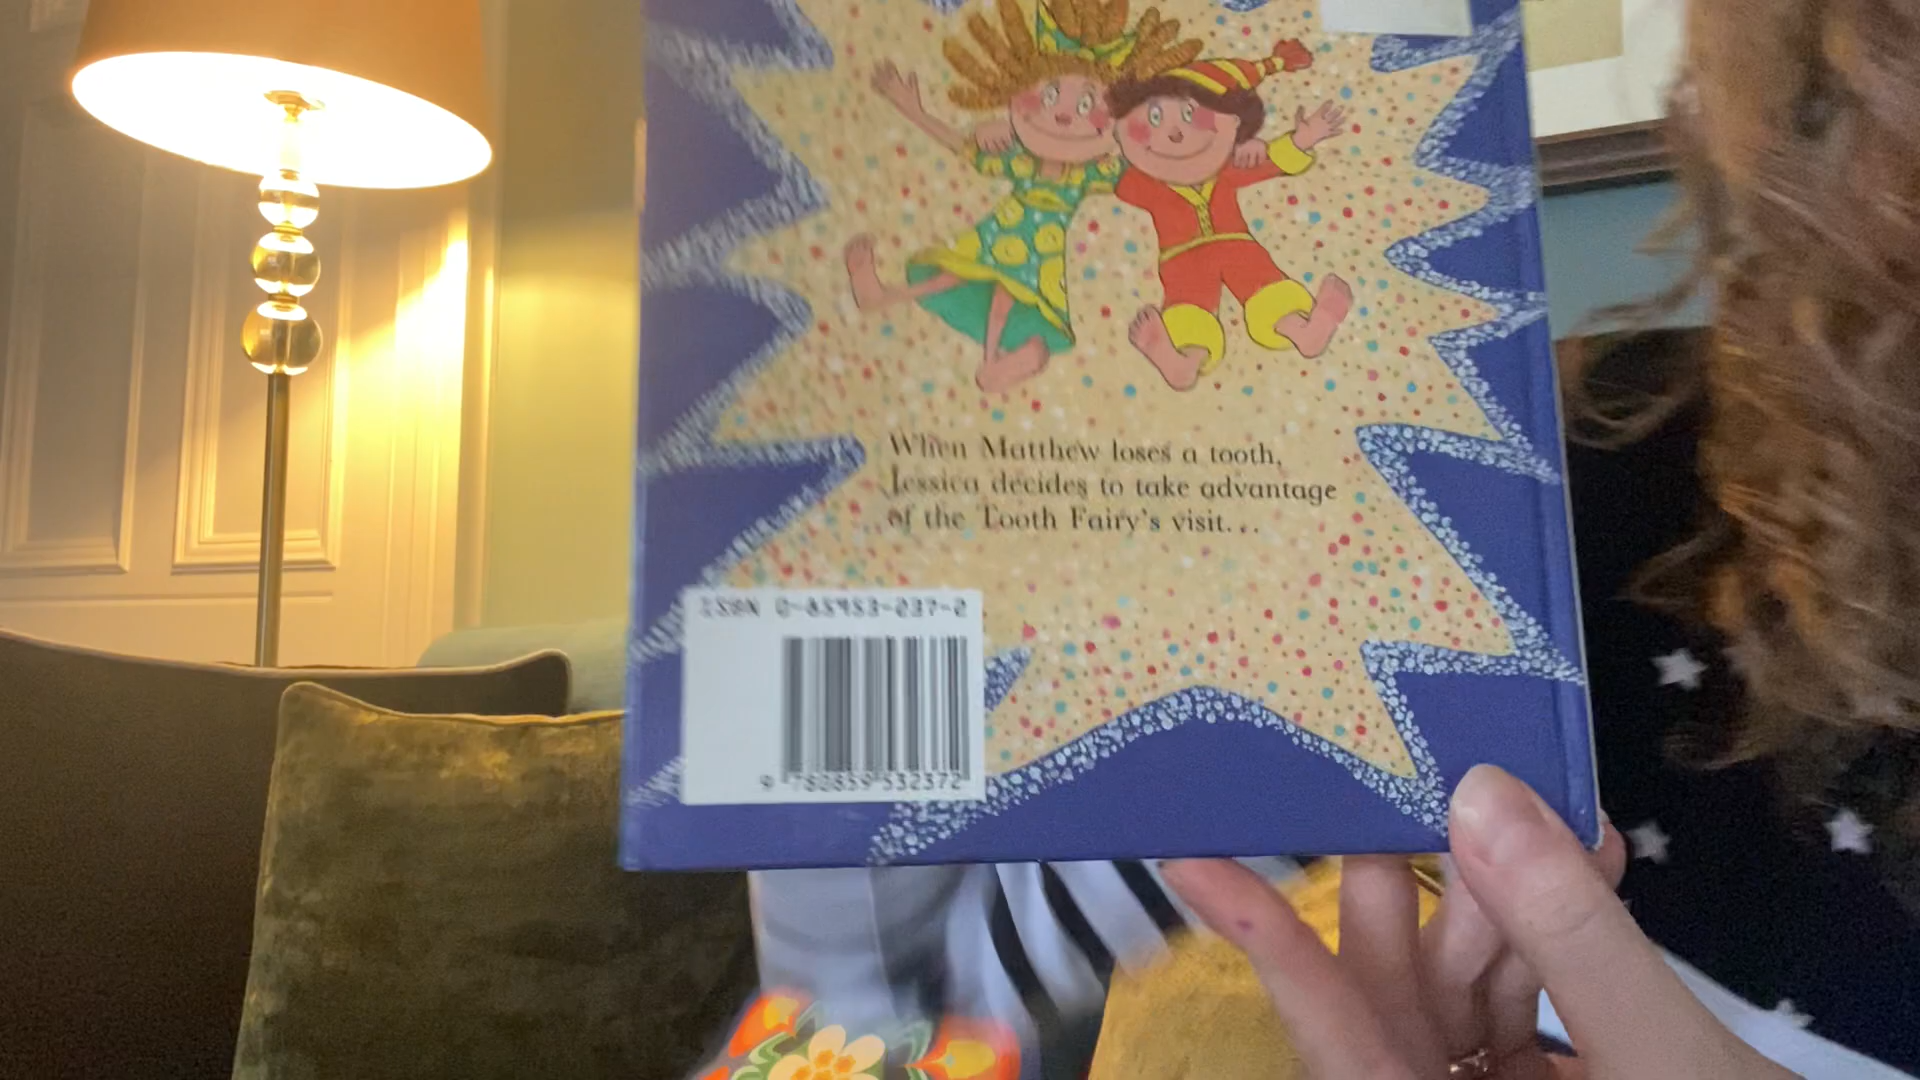 When Matthew loses a tooth,
Jessica decides to take advantage
of the Tooth Fairy's visit...
ISBN 0-85953-237-2
9 780859 532372